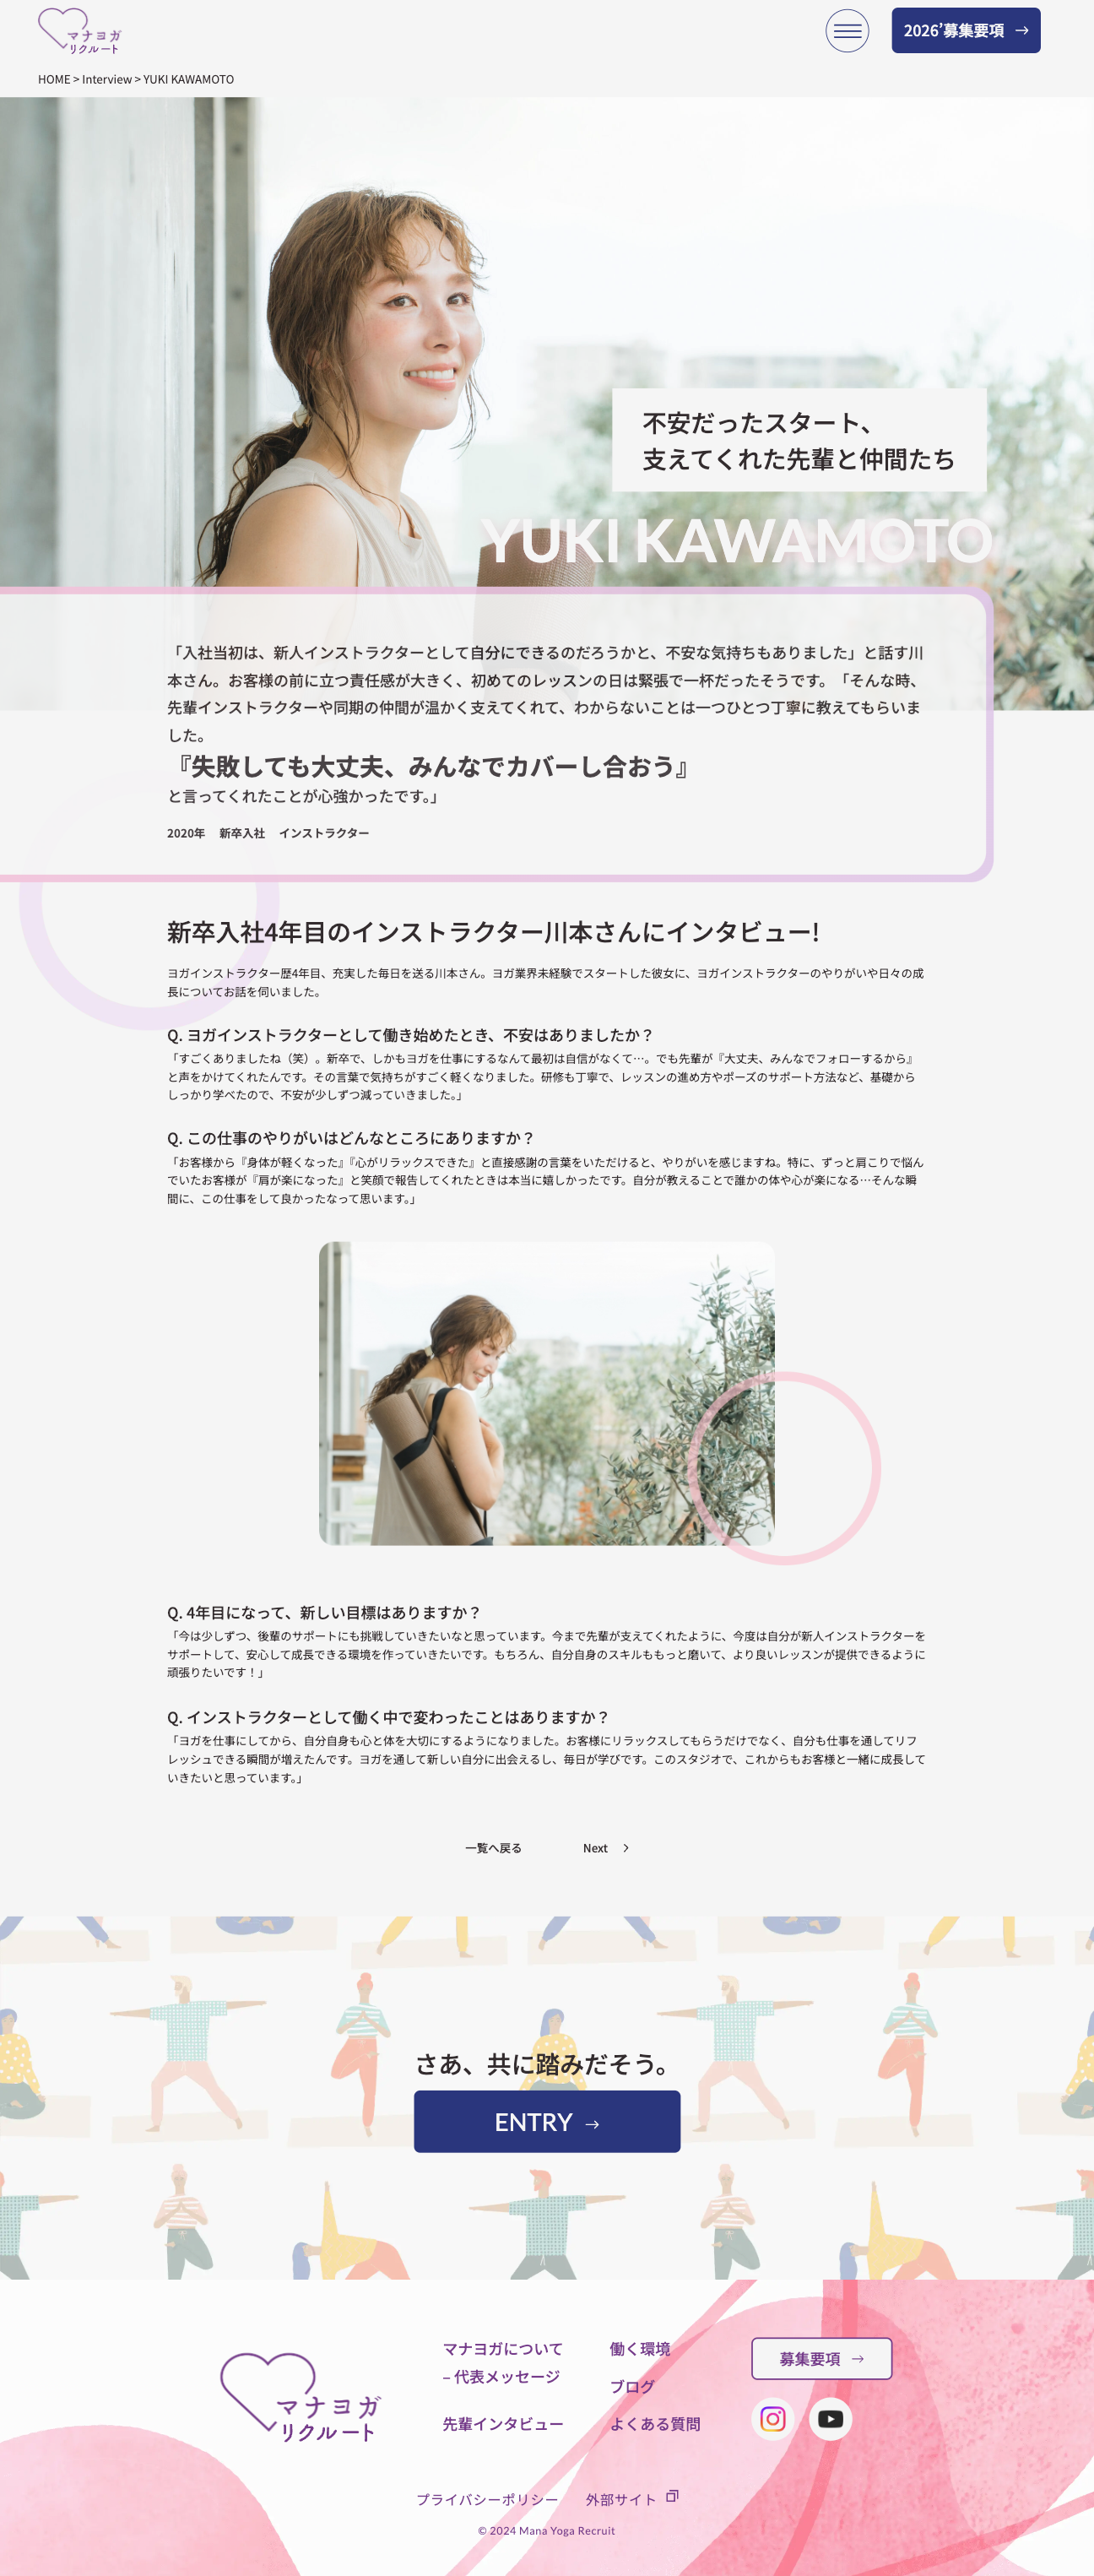 マナヨガ
リクルート
2026’募集要項 →
HOME > Interview > YUKI KAWAMOTO
不安だったスタート、
支えてくれた先輩と仲間たち
YUKI KAWAMOTO
「入社当初は、新人インストラクターとして自分にできるのだろうかと、不安な気持ちもありました」と話す川
本さん。お客様の前に立つ責任感が大きく、初めてのレッスンの日は緊張で一杯だったそうです。「そんな時、
先輩インストラクターや同期の仲間が温かく支えてくれて、わからないことは一つひとつ丁寧に教えてもらいま
した。
『失敗しても大丈夫、みんなでカバーし合おう』
と言ってくれたことが心強かったです。」
2020年 新卒入社 インストラクター
新卒入社4年目のインストラクター川本さんにインタビュー!
ヨガインストラクター歴4年目、充実した毎日を送る川本さん。ヨガ業界未経験でスタートした彼女に、ヨガインストラクターのやりがいや日々の成
長についてお話を伺いました。
Q. ヨガインストラクターとして働き始めたとき、不安はありましたか？
「すごくありましたね（笑）。新卒で、しかもヨガを仕事にするなんて最初は自信がなくて…。でも先輩が『大丈夫、みんなでフォローするから』
と声をかけてくれたんです。その言葉で気持ちがすごく軽くなりました。研修も丁寧で、レッスンの進め方やポーズのサポート方法など、基礎から
しっかり学べたので、不安が少しずつ減っていきました。」
Q. この仕事のやりがいはどんなところにありますか？
「お客様から『身体が軽くなった』『心がリラックスできた』と直接感謝の言葉をいただけると、やりがいを感じますね。特に、ずっと肩こりで悩ん
でいたお客様が『肩が楽になった』と笑顔で報告してくれたときは本当に嬉しかったです。自分が教えることで誰かの体や心が楽になる…そんな瞬
間に、この仕事をして良かったなって思います。」
Q. 4年目になって、新しい目標はありますか？
「今は少しずつ、後輩のサポートにも挑戦していきたいなと思っています。今まで先輩が支えてくれたように、今度は自分が新人インストラクターを
サポートして、安心して成長できる環境を作っていきたいです。もちろん、自分自身のスキルももっと磨いて、より良いレッスンが提供できるように
頑張りたいです！」
Q. インストラクターとして働く中で変わったことはありますか？
「ヨガを仕事にしてから、自分自身も心と体を大切にするようになりました。お客様にリラックスしてもらうだけでなく、自分も仕事を通してリフ
レッシュできる瞬間が増えたんです。ヨガを通して新しい自分に出会えるし、毎日が学びです。このスタジオで、これからもお客様と一緒に成長して
いきたいと思っています。」
一覧へ戻る Next >
さあ、共に踏みだそう。
ENTRY →
マナヨガ
リクルート
マナヨガについて
– 代表メッセージ
先輩インタビュー
働く環境
ブログ
よくある質問
募集要項 →
プライバシーポリシー 外部サイト
© 2024 Mana Yoga Recruit